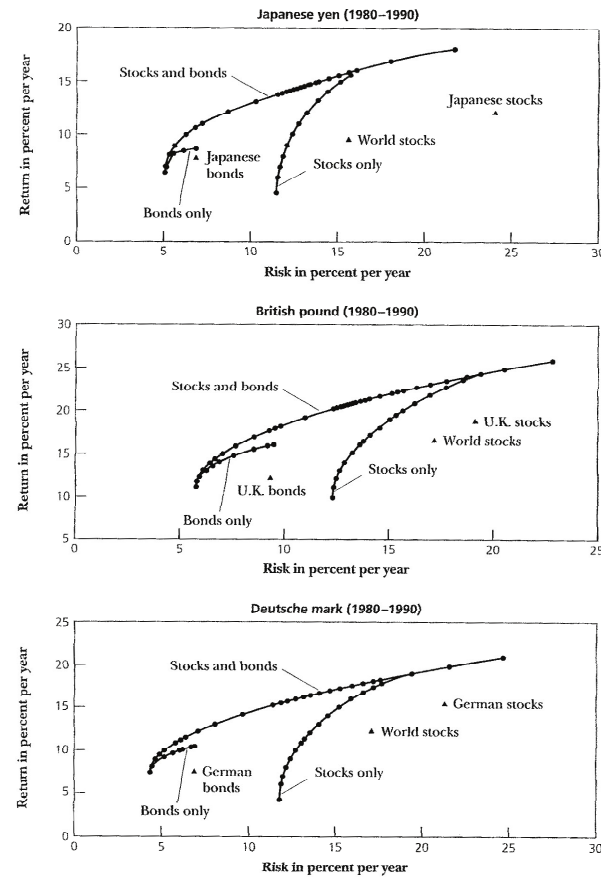 Japanese yen (1980–1990)
20
15
10
5
0
Return in percent per year
Stocks and bonds
Japanese stocks
World stocks
Japanese
bonds
Stocks only
Bonds only
5
10
15
20
25
Risk in percent per year
British pound (1980–1990)
30
25
20
15
10
5
Return in percent per year
Stocks and bonds
U.K. stocks
World stocks
Stocks only
U.K. bonds
Bonds only
5
10
15
20
25
Risk in percent per year
Deutsche mark (1980–1990)
25
20
15
10
5
0
Return in percent per year
Stocks and bonds
German stocks
World stocks
German
bonds
Stocks only
Bonds only
0
5
10
15
20
25
30
Risk in percent per year